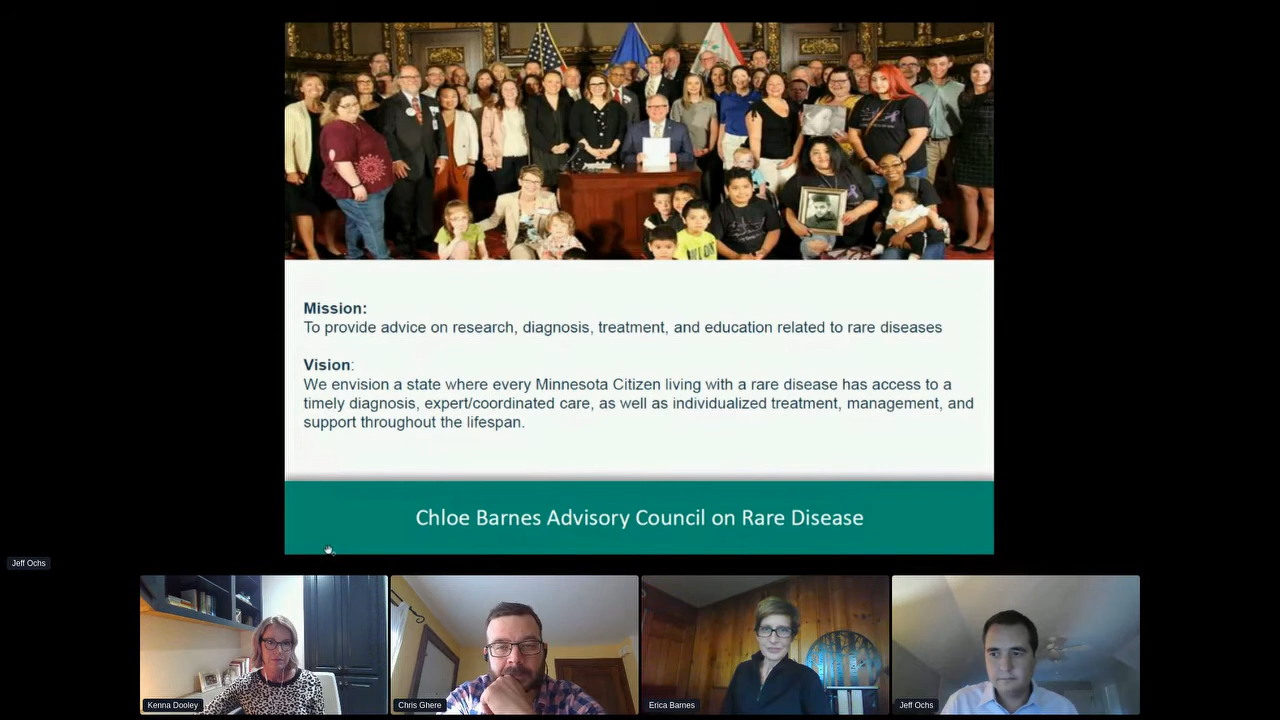 Mission:
To provide advice on research, diagnosis, treatment, and education related to rare diseases
Vision:
We envision a state where every Minnesota Citizen living with a rare disease has access to a
timely diagnosis, expert/coordinated care, as well as individualized treatment, management, and
support throughout the lifespan.
Chloe Barnes Advisory Council on Rare Disease
Jeff Ochs
Kenna Dooley
Chris Ghere
Erica Barnes
Jeff Ochs